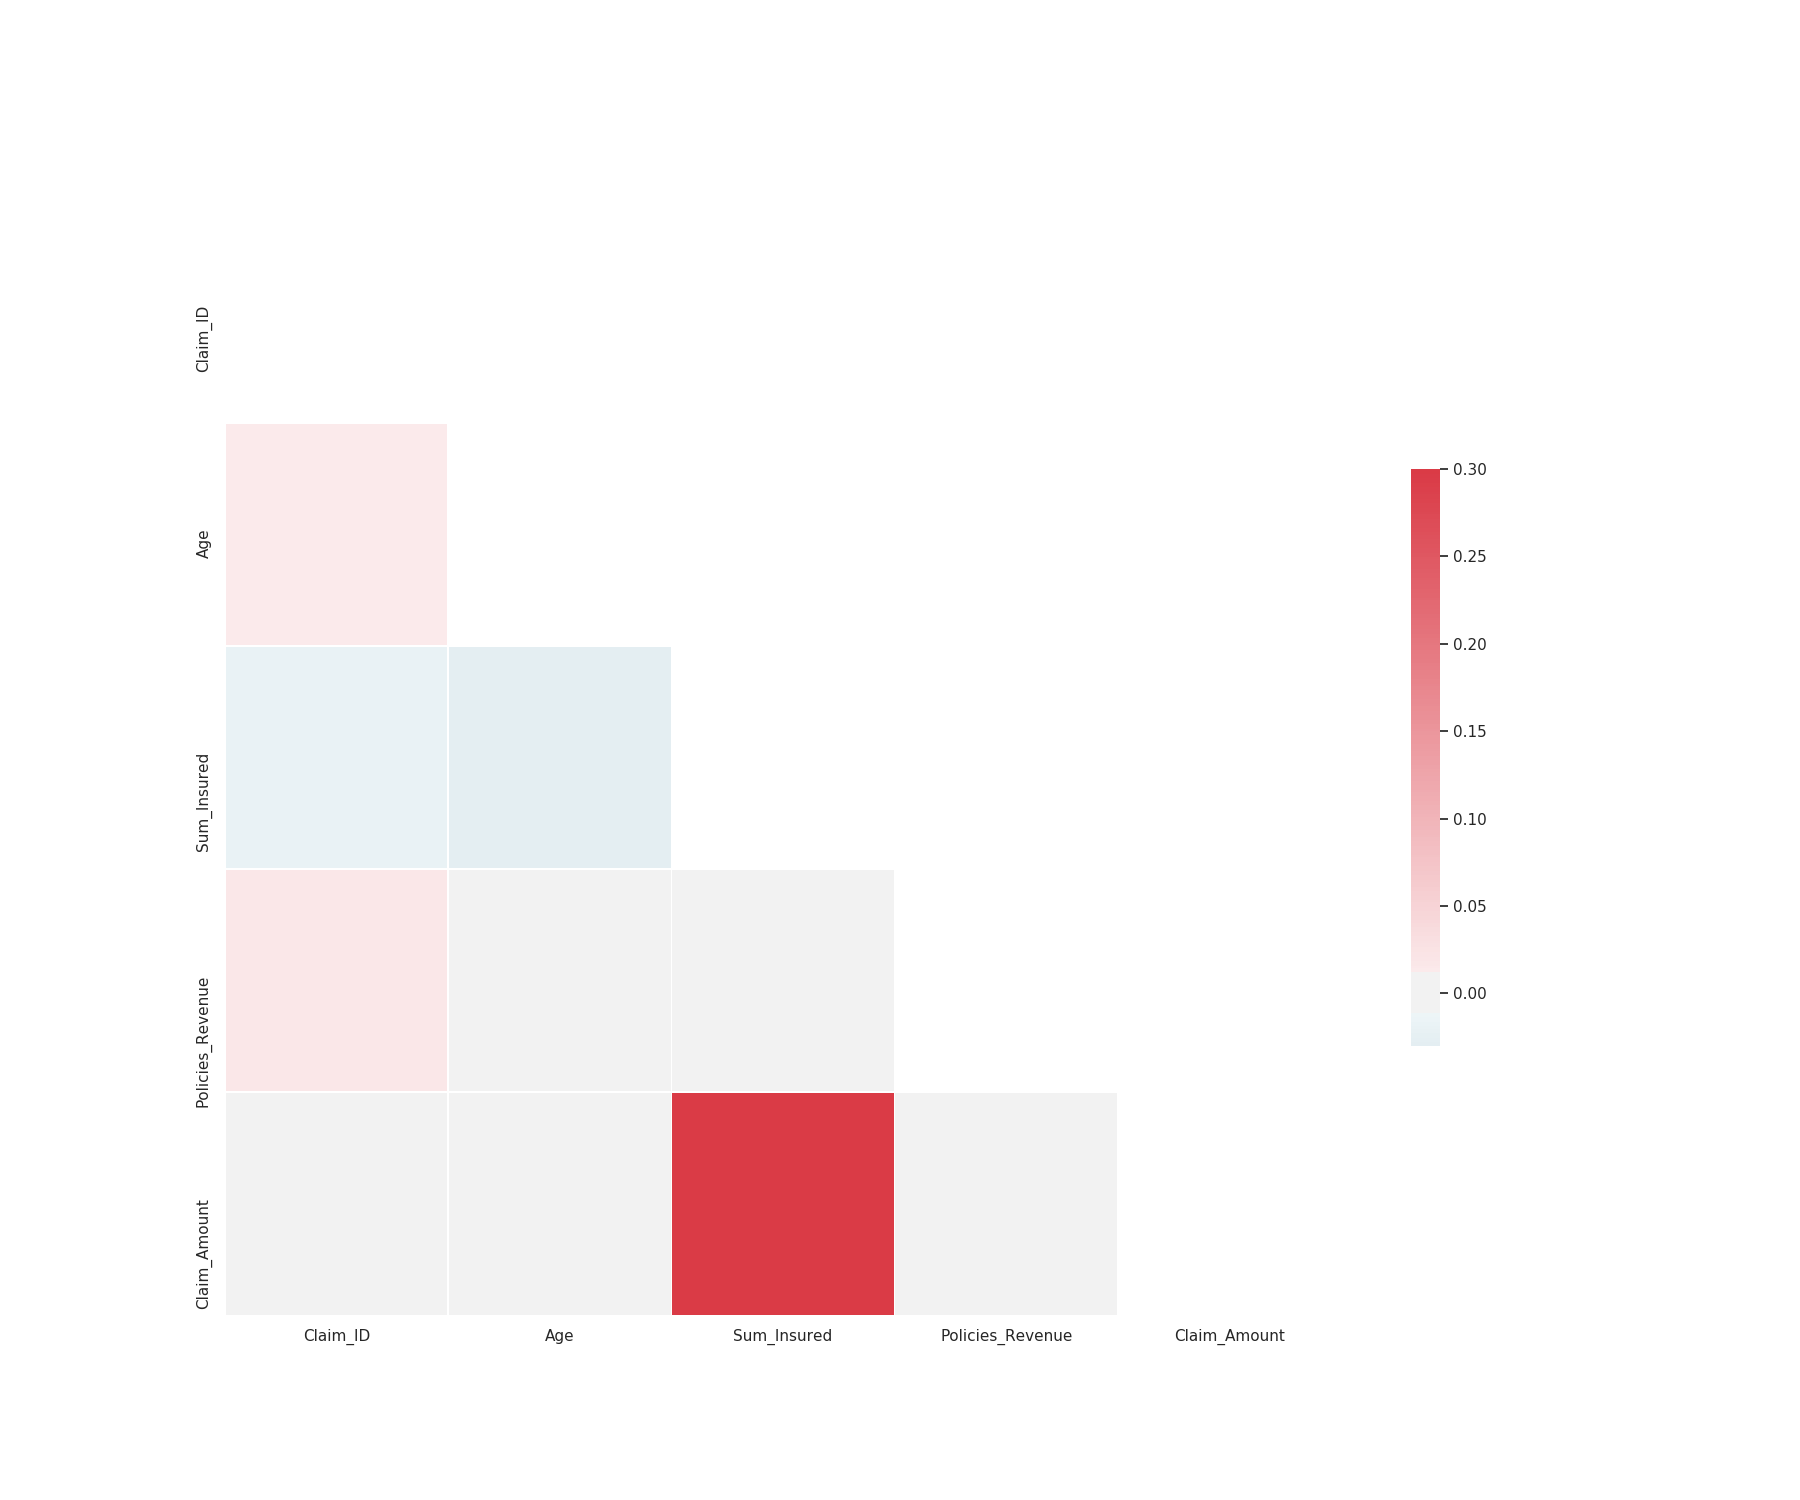 Claim_ID
Age
Sum_Insured
Policies_Revenue
Claim_Amount
Claim_ID
Age
Sum_Insured
Policies_Revenue
Claim_Amount
0.30
0.25
0.20
0.15
0.10
0.05
0.00